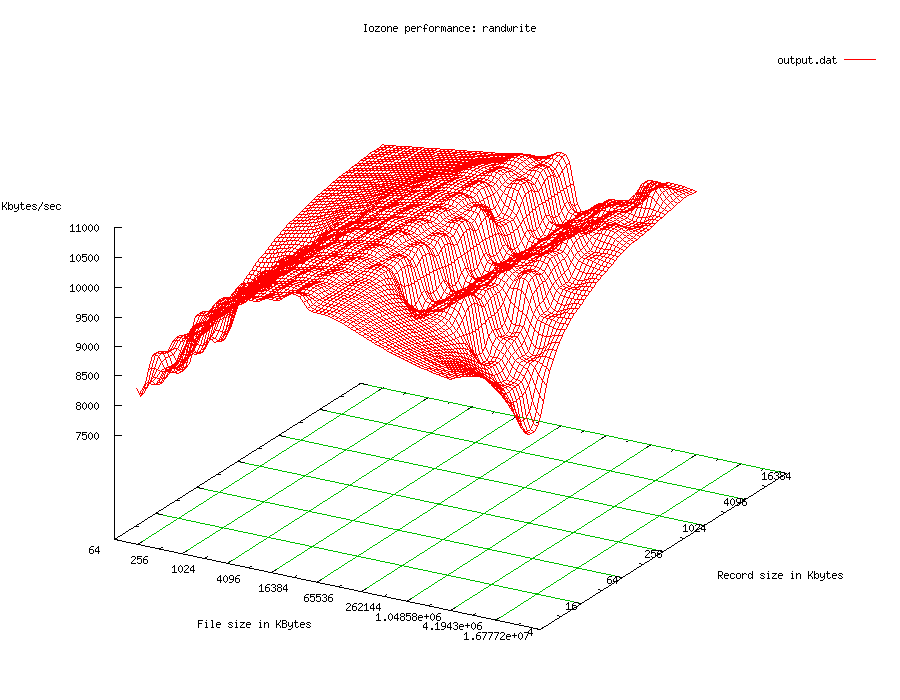 Iozone performance: randwrite
output.dat
Kbytes/sec
11000
10500
10000
9500
9000
8500
8000
7500
64
256
1024
4096
16384
65536
262144
1.04858e+06
4.1943e+06
1.67772e+07
File size in KBytes
4
16
64
256
1024
4096
16384
Record size in Kbytes